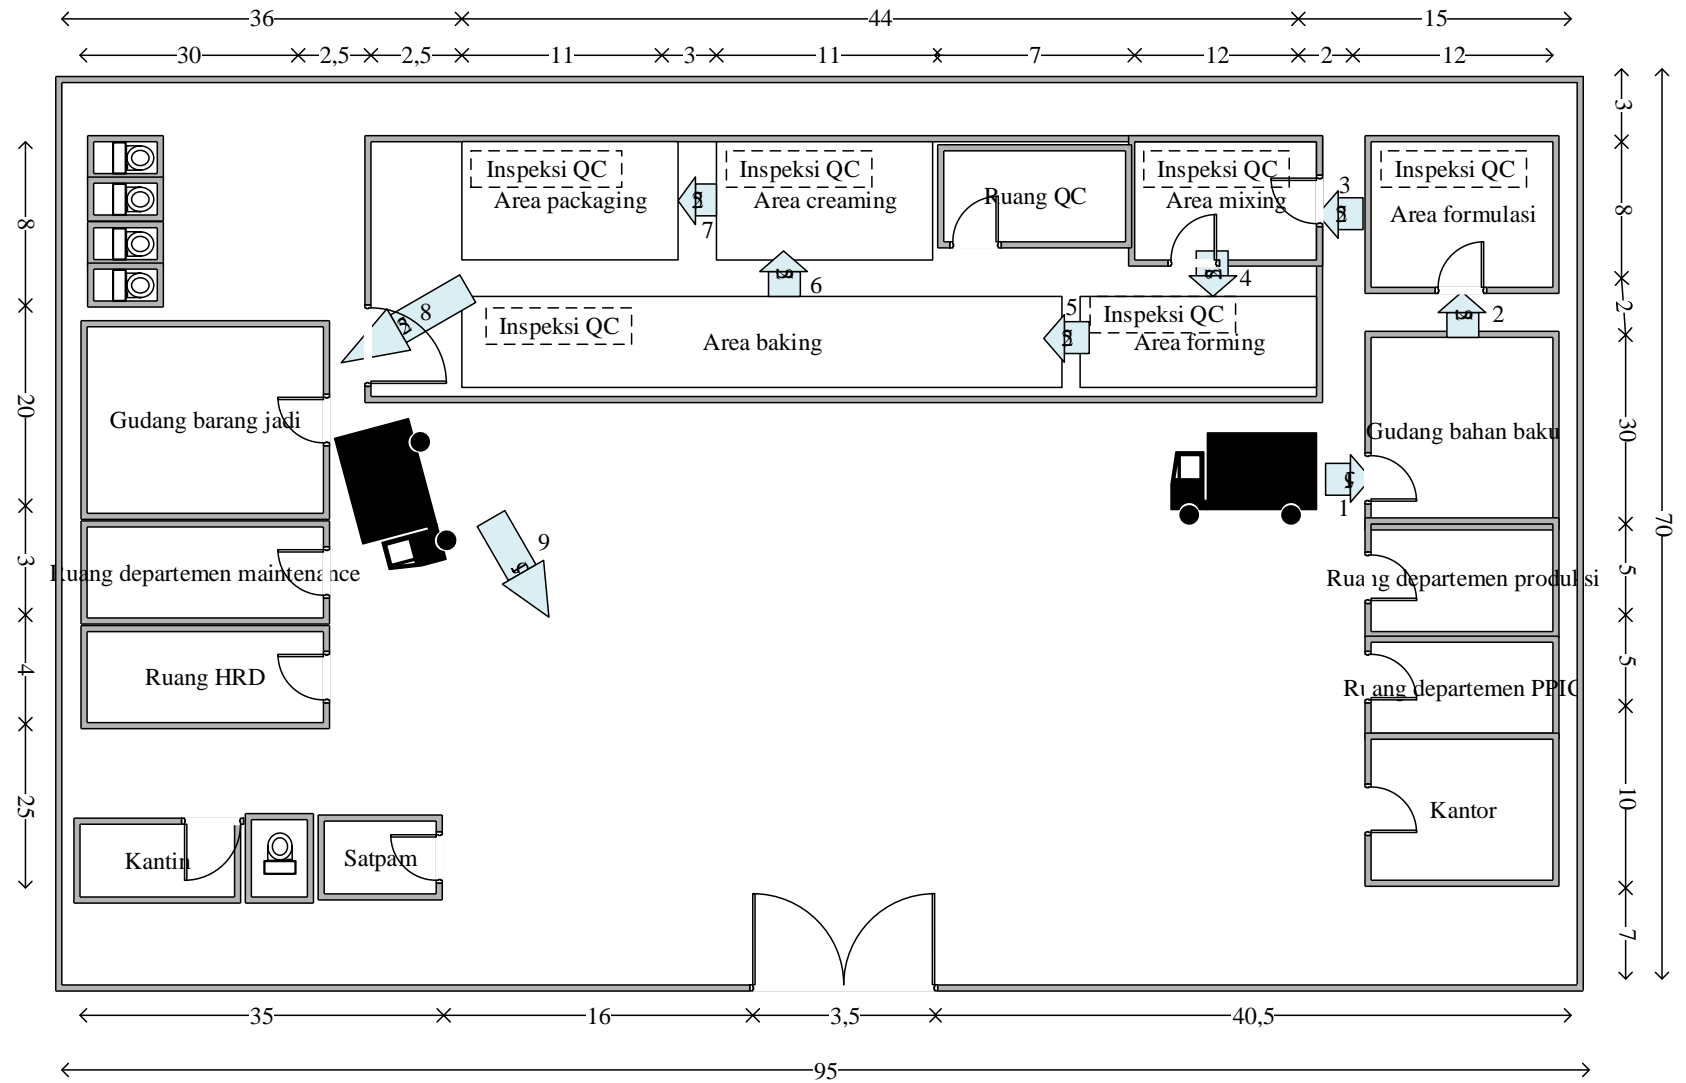 36
44
15
30
2,5
2,5
11
3
11
7
12
2
12
3
70
Inspeksi QC
Inspeksi QC
Inspeksi QC
Inspeksi QC
Area packaging
Area creaming
Ruang QC
Area mixing
Area formulasi
3
8
8
7
4
6
8
5
2
2
Inspeksi QC
Inspeksi QC
Area baking
Area forming
20
Gudang barang jadi
Gudang bahan baku
30
1
9
3
Ruang departemen maintenance
Ruang departemen produksi
5
4
Ruang HRD
Ruang departemen PPIC
5
25
Kantin
Satpam
Kantor
10
7
35
16
3,5
40,5
95